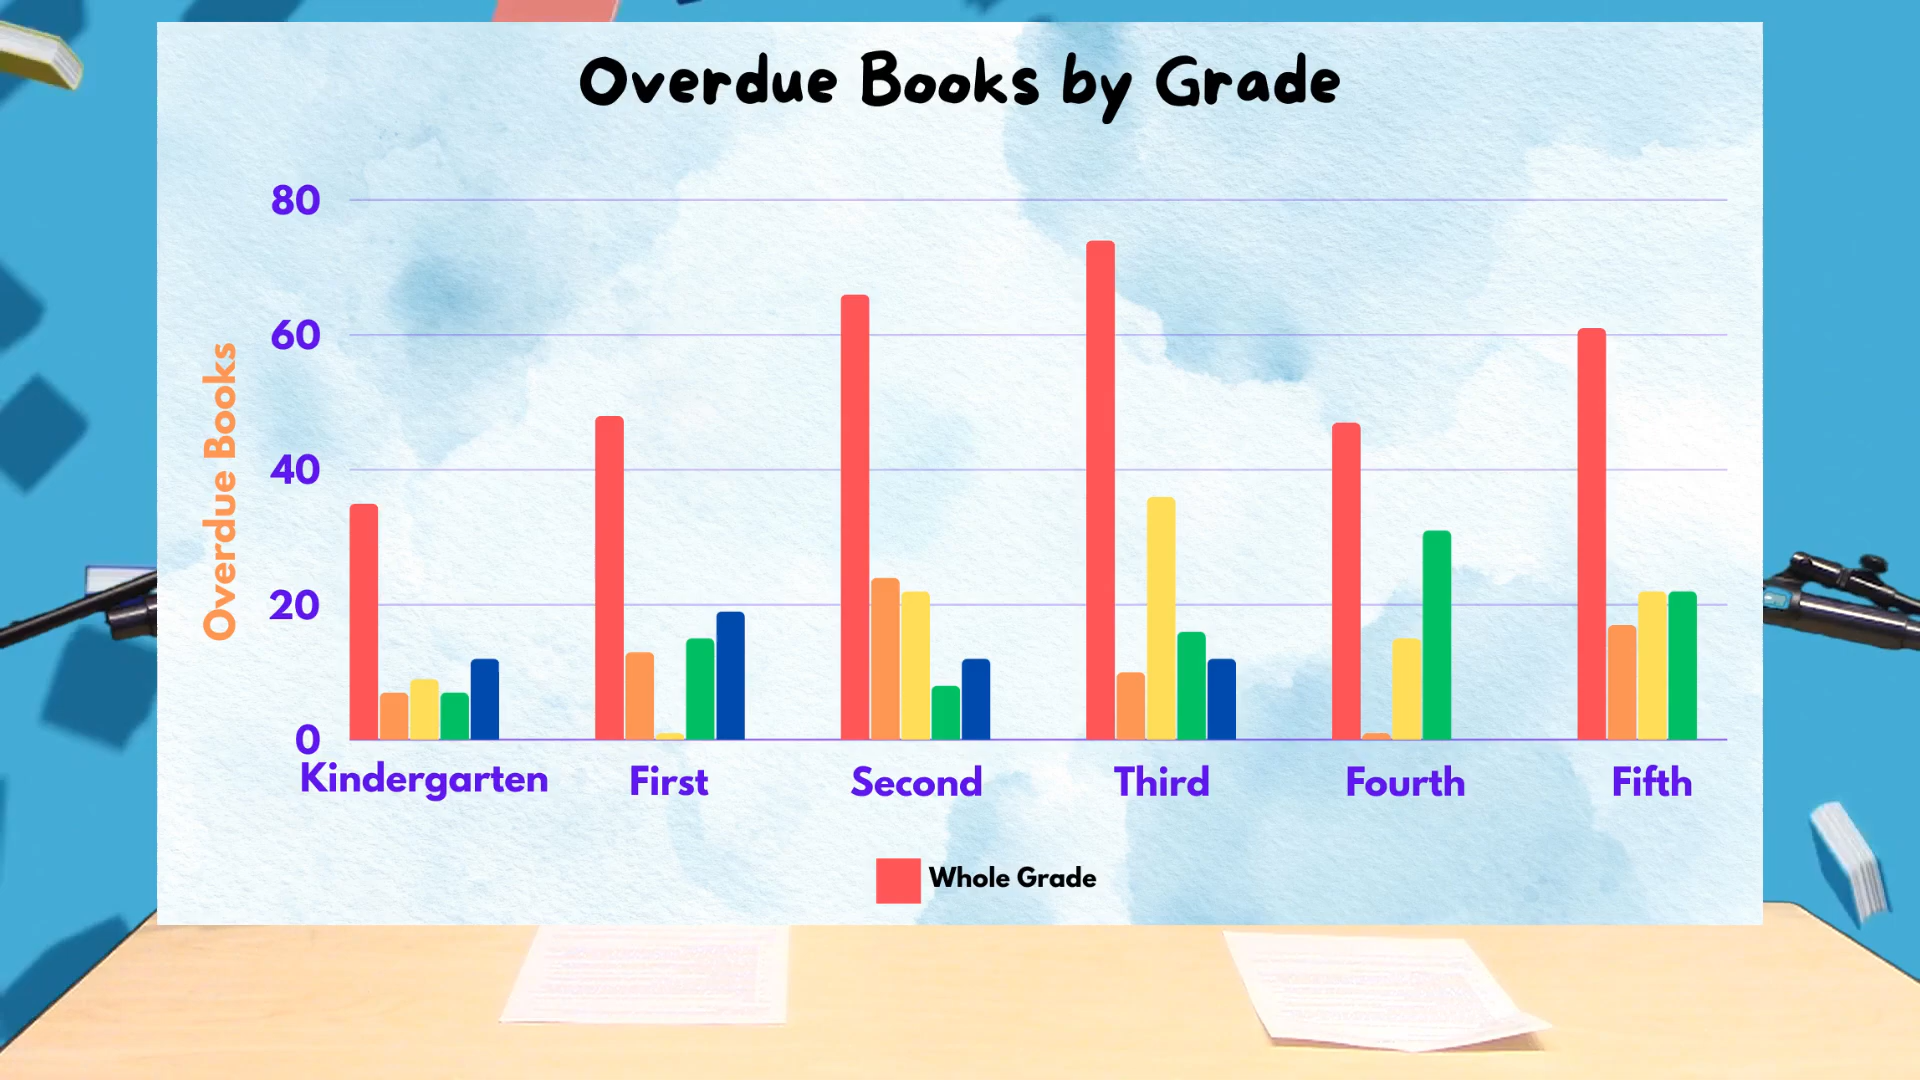 Overdue Books by Grade
80
60
40
20
0
Overdue Books
Kindergarten
First
Second
Third
Fourth
Fifth
Whole Grade